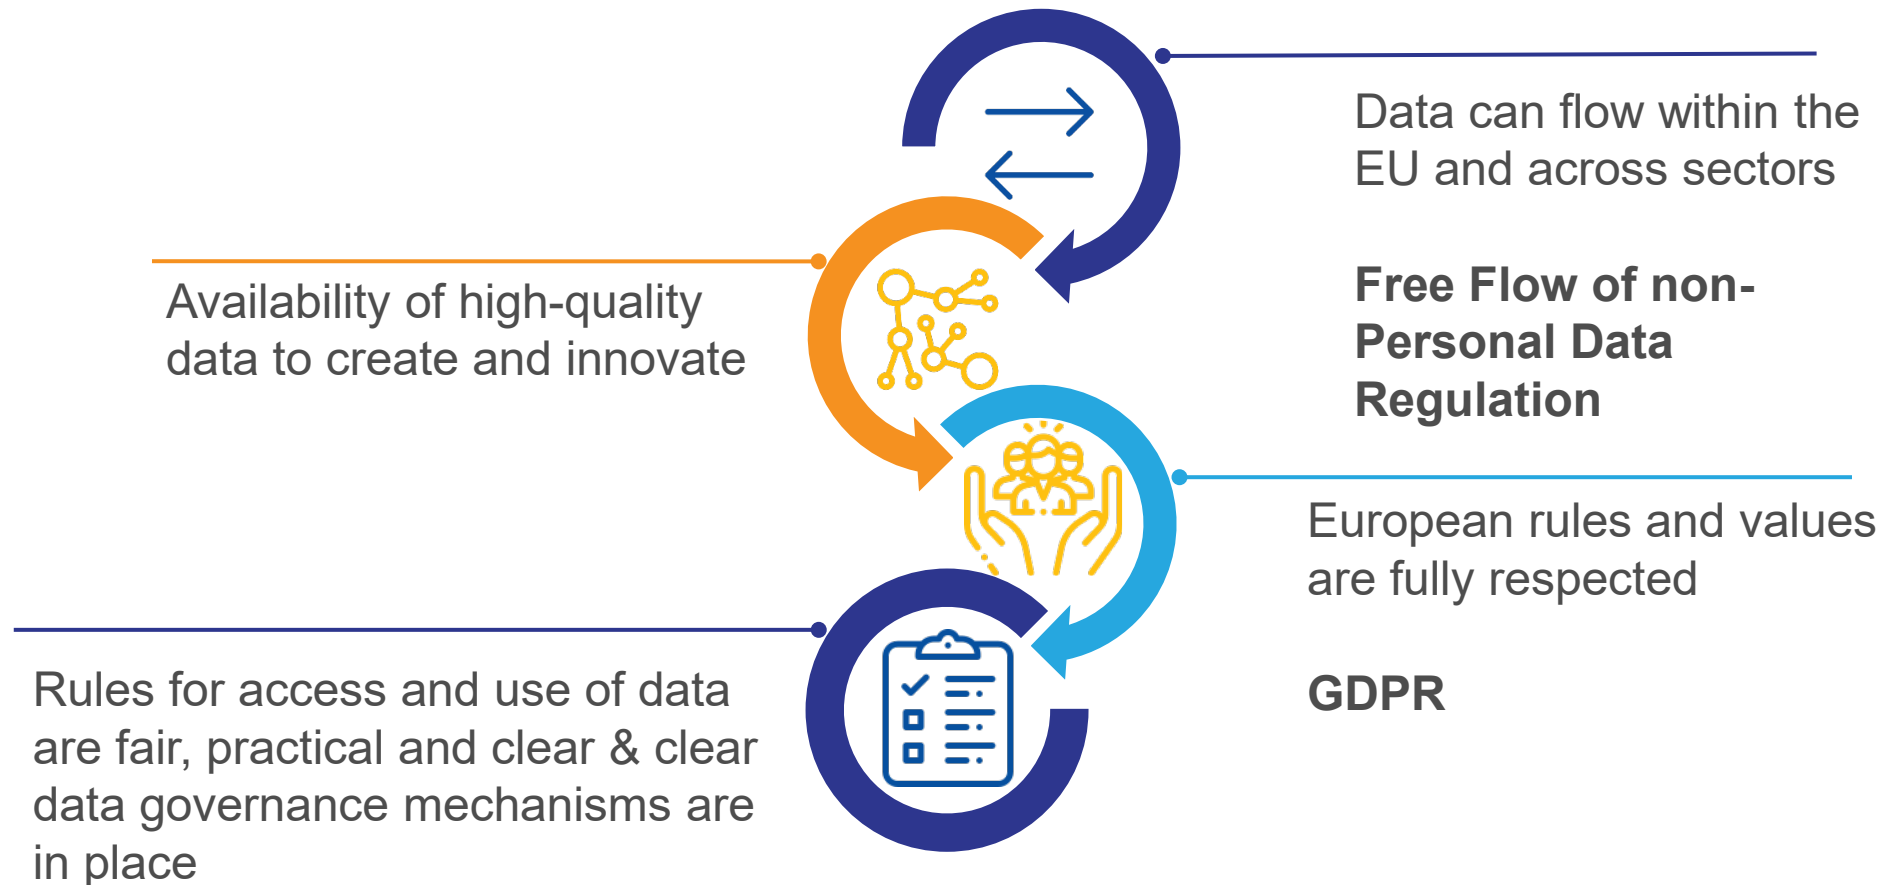 Data can flow within the
EU and across sectors
Free Flow of non-
Personal Data
Regulation
Availability of high-quality
data to create and innovate
European rules and values
are fully respected
GDPR
Rules for access and use of data
are fair, practical and clear & clear
data governance mechanisms are
in place